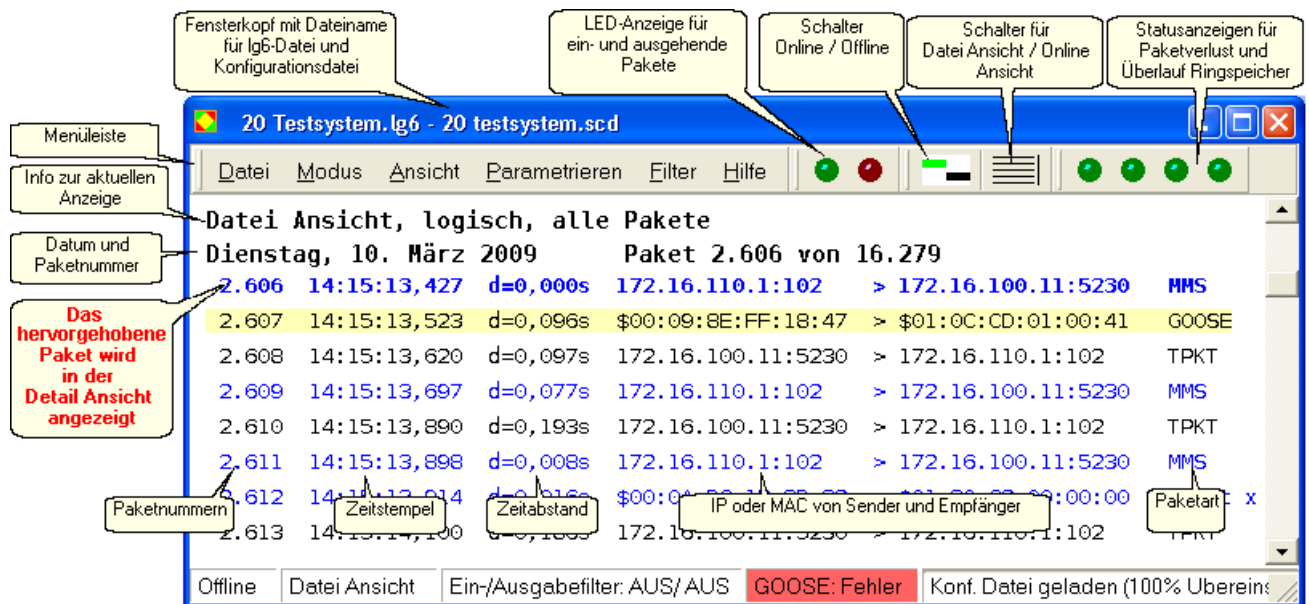 Fensterkopf mit Dateiname
für lg6-Datei und
Konfigurationsdatei
LED-Anzeige für
ein- und ausgehende
Pakete
Schalter
Online / Offline
Schalter für
Datei Ansicht / Online
Ansicht
Statusanzeigen für
Paketverlust und
Überlauf Ringspeicher
20 Testsystem.lg6 - 20 testsystem.scd
Menüleiste
Datei Modus Ansicht Parametrieren Filter Hilfe
Info zur aktuellen
Anzeige
Datei Ansicht, logisch, alle Pakete
Datum und
Paketnummer
Dienstag, 10. März 2009 Paket 2.606 von 16.279
2.606 14:15:13,427 d=0,000s 172.16.110.1:102 > 172.16.100.11:5230 MMS
Das
hervorgehobene
Paket wird
in der
Detail Ansicht
angezeigt
2.607 14:15:13,523 d=0,096s $00:09:8E:FF:18:47 > $01:0C:CD:01:00:41 GOOSE
2.608 14:15:13,620 d=0,097s 172.16.100.11:5230 > 172.16.110.1:102 TPKT
2.609 14:15:13,697 d=0,077s 172.16.110.1:102 > 172.16.100.11:5230 MMS
2.610 14:15:13,890 d=0,193s 172.16.100.11:5230 > 172.16.110.1:102 TPKT
2.611 14:15:13,898 d=0,008s 172.16.110.1:102 > 172.16.100.11:5230 MMS
Paketnummern
Zeitstempel
Zeitabstand
IP oder MAC von Sender und Empfänger
Paketart
x
2.613
Offline Datei Ansicht Ein-/Ausgabefilter: AUS/ AUS GOOSE: Fehler Konf. Datei geladen (100% Übereins